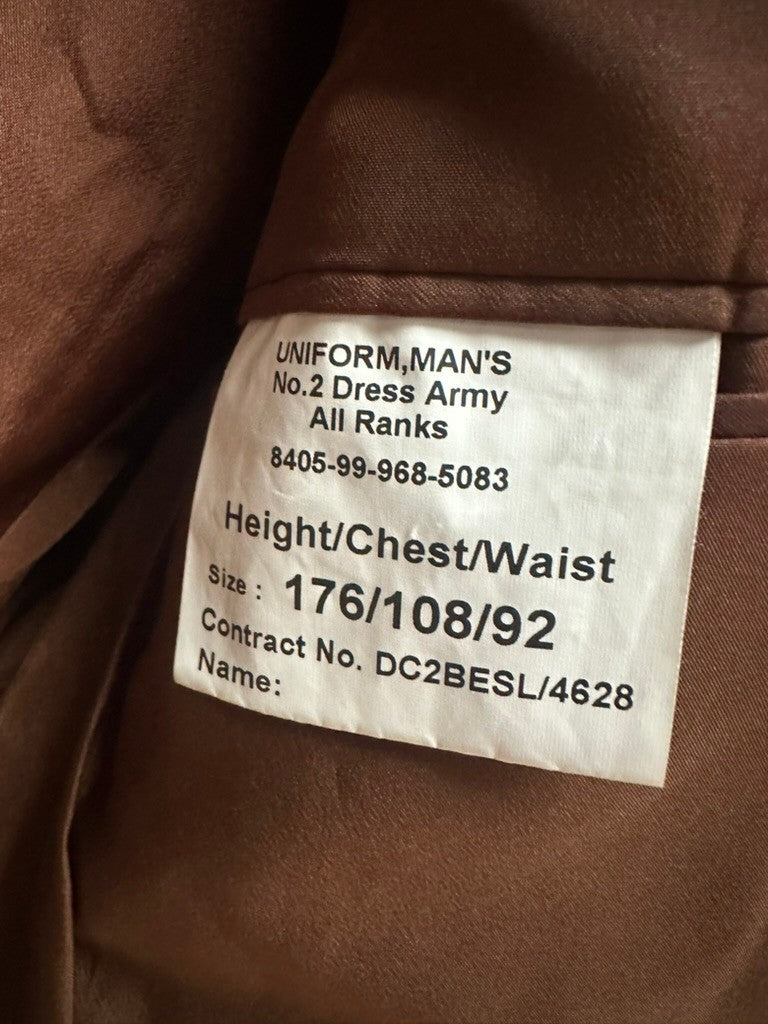 UNIFORM,MAN'S
No.2 Dress Army
All Ranks
8405-99-968-5083
Height/Chest/Waist
Size : 176/108/92
Contract No. DC2BESL/4628
Name: